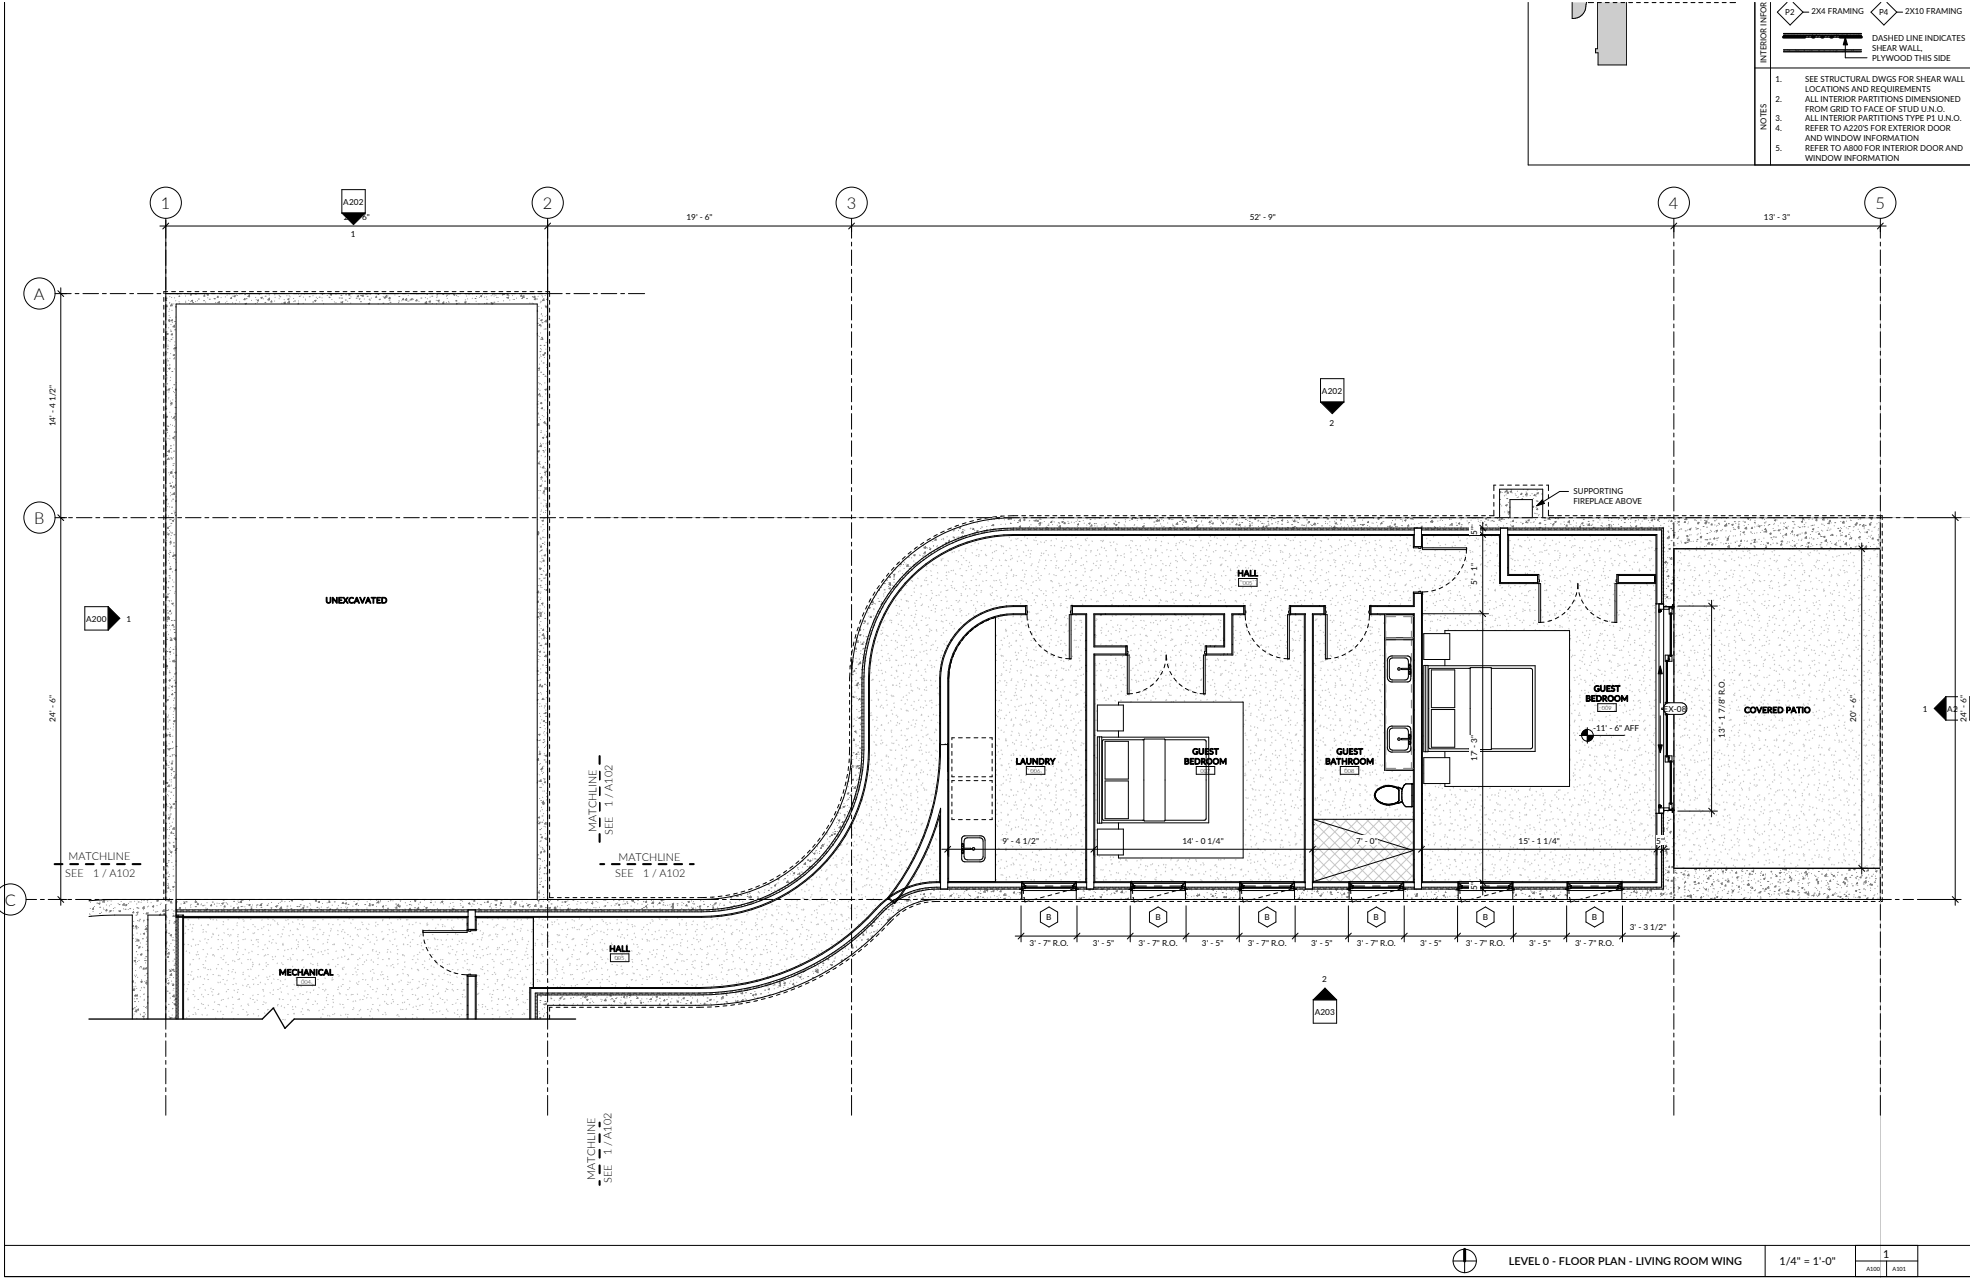 INTERIOR INFOR
P2
2X4 FRAMING
P4
2X10 FRAMING
DASHED LINE INDICATES
SHEAR WALL,
PLYWOOD THIS SIDE
NOTES
1. SEE STRUCTURAL DWGS FOR SHEAR WALL
LOCATIONS AND REQUIREMENTS
2. ALL INTERIOR PARTITIONS DIMENSIONED
FROM GRID TO FACE OF STUD U.N.O.
3. ALL INTERIOR PARTITIONS TYPE P1 U.N.O.
4. REFER TO A220'S FOR EXTERIOR DOOR
AND WINDOW INFORMATION
5. REFER TO A800 FOR INTERIOR DOOR AND
WINDOW INFORMATION
1
A202
1
2
19' - 6"
3
52' - 9"
4
13' - 3"
5
A
14' - 4 1/2"
A202
2
B
SUPPORTING
FIREPLACE ABOVE
UNEXCAVATED
HALL
5"
5' - 1"
A200
1
24' - 6"
GUEST
BEDROOM
11' - 6" AFF
EX-08
13' - 1 7/8" R.O.
COVERED PATIO
20' - 6"
1
A2
24' - 6"
LAUNDRY
GUEST
BEDROOM
GUEST
BATHROOM
008
17' - 3"
MATCHLINE
SEE 1 / A102
MATCHLINE
SEE 1 / A102
MATCHLINE
SEE 1 / A102
9' - 4 1/2"
14' - 0 1/4"
7' - 0"
15' - 1 1/4"
5"
5"
C
B
B
B
B
B
B
3' - 3 1/2"
3' - 7" R.O.
3' - 5"
3' - 7" R.O.
3' - 5"
3' - 7" R.O.
3' - 5"
3' - 7" R.O.
3' - 5"
3' - 7" R.O.
3' - 5"
3' - 7" R.O.
HALL
MECHANICAL
2
A203
MATCHLINE
SEE 1 / A102
LEVEL 0 - FLOOR PLAN - LIVING ROOM WING
1/4" = 1'-0"
1
A100
A101